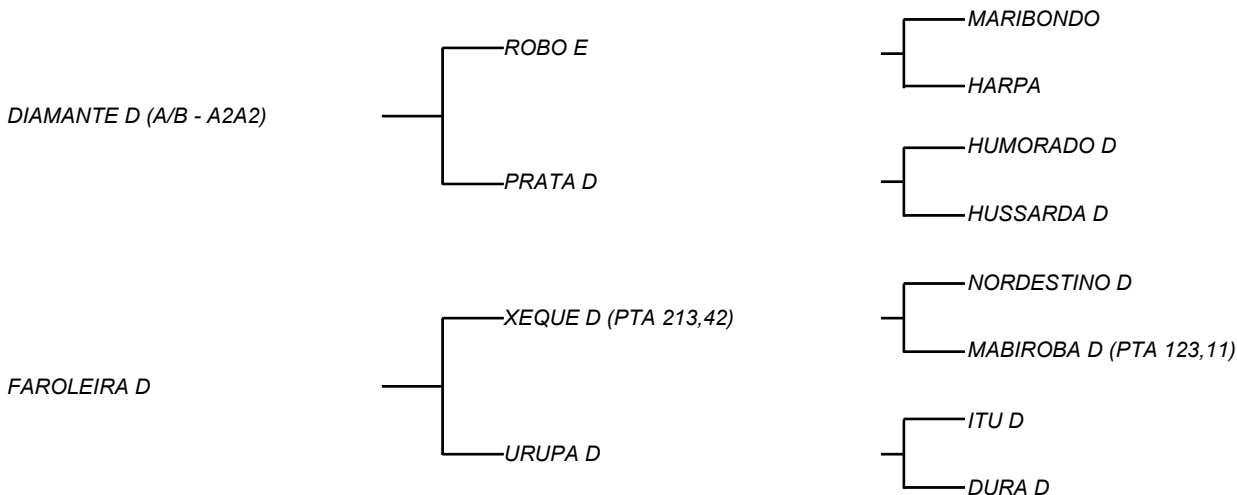 MARIBONDO
ROBO E
HARPA
DIAMANTE D (A/B - A2A2)
HUMORADO D
PRATA D
HUSSARDA D
NORDESTINO D
XEQUE D (PTA 213,42)
MABIROBA D (PTA 123,11)
FAROLEIRA D
ITU D
URUPA D
DURA D